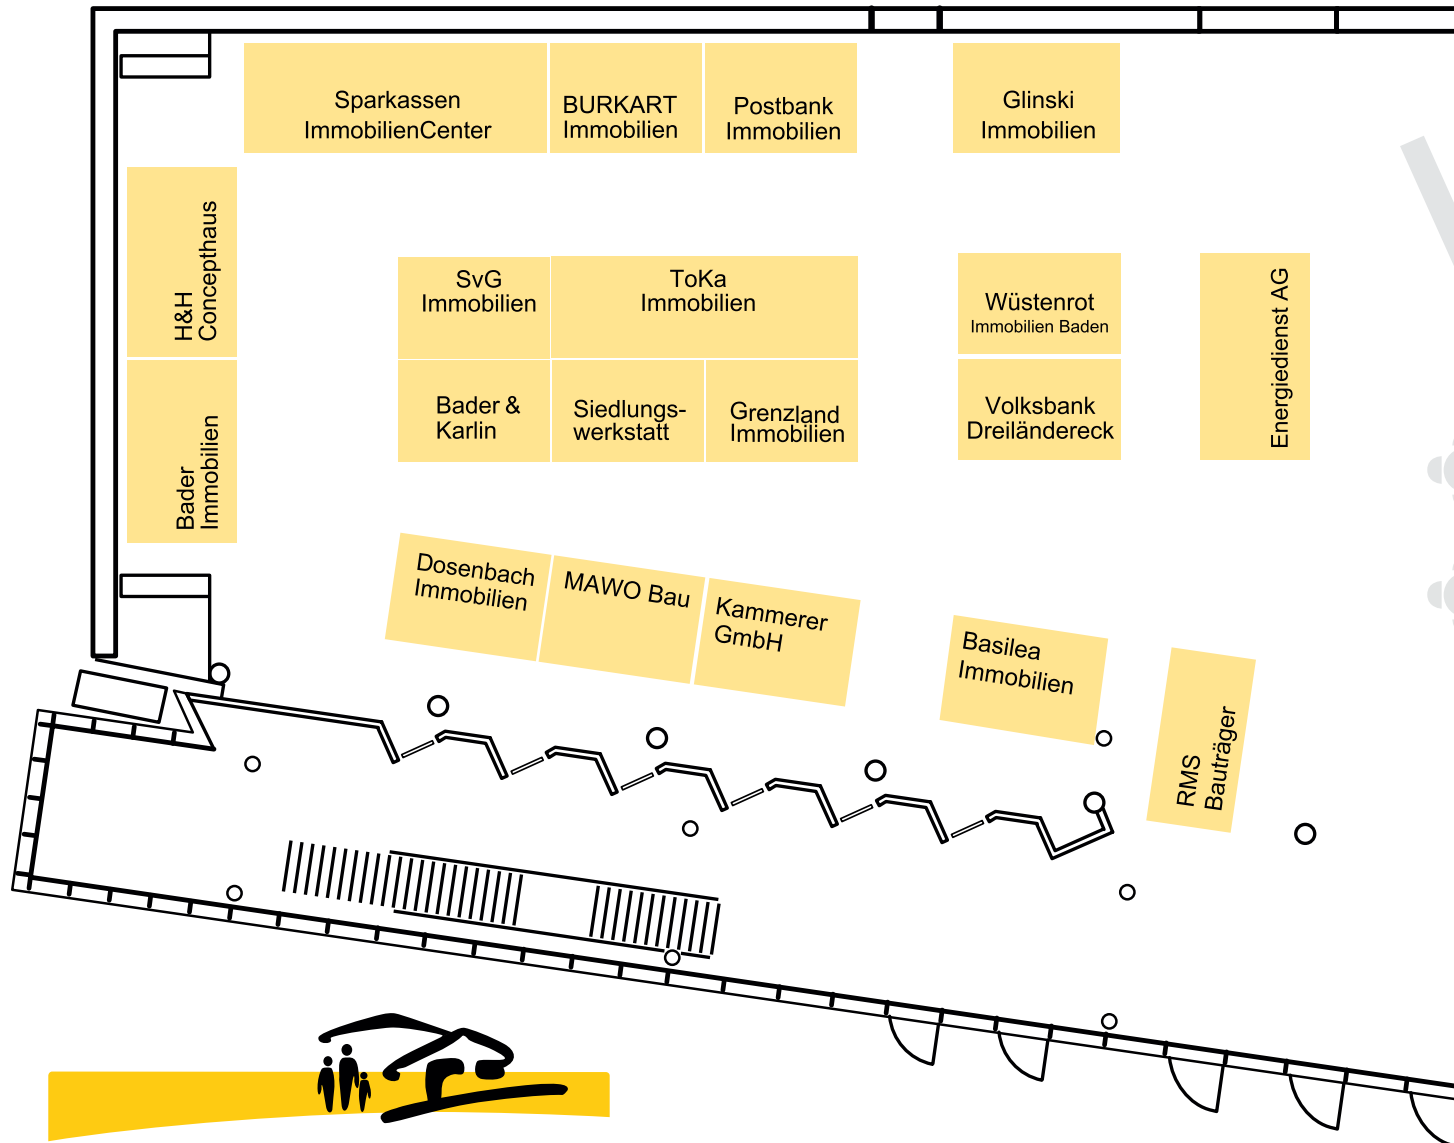 Sparkassen
ImmobilienCenter
BURKART
Immobilien
Postbank
Immobilien
Glinski
Immobilien
H&H
Concepthaus
Bader
Immobilien
SvG
Immobilien
ToKa
Immobilien
Wüstenrot
Immobilien Baden
Energiedienst AG
Bader &
Karlin
Siedlungs-
werkstatt
Grenzland
Immobilien
Volksbank
Dreiländereck
Dosenbach
Immobilien
MAWO Bau
Kammerer
GmbH
Basilea
Immobilien
RMS
Bauträger